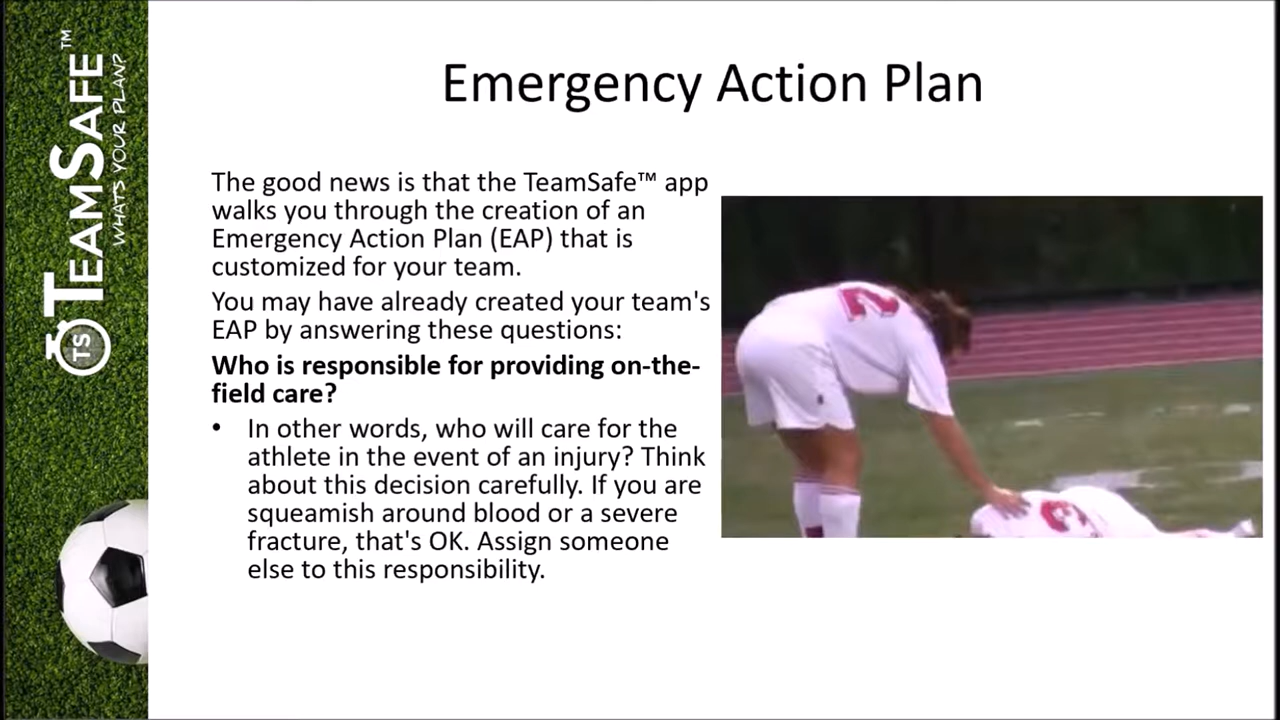 TEAMSAFE™
WHATS YOUR PLAN?
TS
Emergency Action Plan
The good news is that the TeamSafe™ app
walks you through the creation of an
Emergency Action Plan (EAP) that is
customized for your team.
You may have already created your team's
EAP by answering these questions:
Who is responsible for providing on-the-
field care?
• In other words, who will care for the
athlete in the event of an injury? Think
about this decision carefully. If you are
squeamish around blood or a severe
fracture, that's OK. Assign someone
else to this responsibility.
2
3